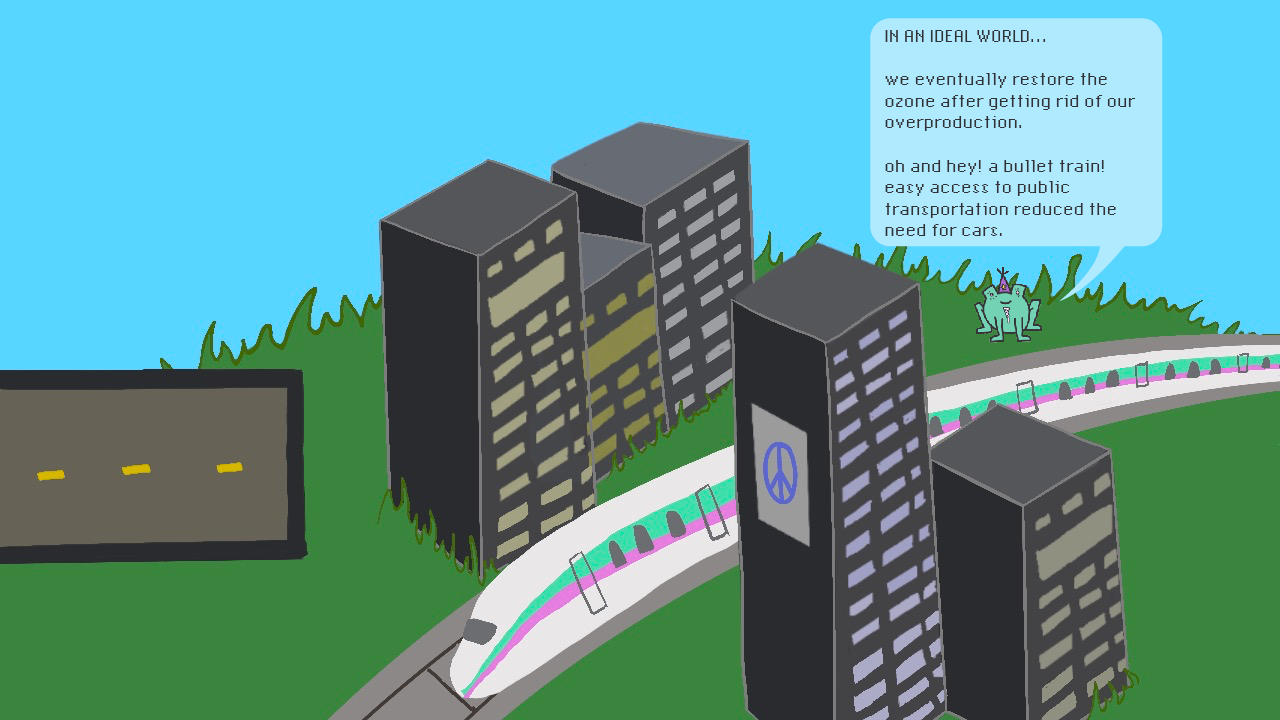 IN AN IDEAL WORLD...
we eventually restore the
ozone after getting rid of our
overproduction.
oh and hey! a bullet train!
easy access to public
transportation reduced the
need for cars.